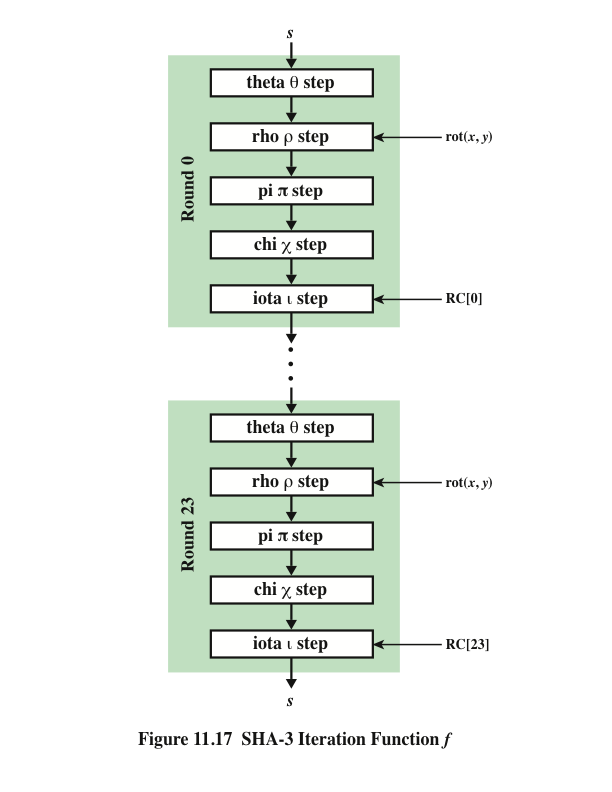 s
theta θ step
rho ρ step
rot(x, y)
pi π step
chi χ step
iota ι step
RC[0]
Round 0
theta θ step
rho ρ step
rot(x, y)
pi π step
chi χ step
iota ι step
RC[23]
Round 23
s
Figure 11.17 SHA-3 Iteration Function f